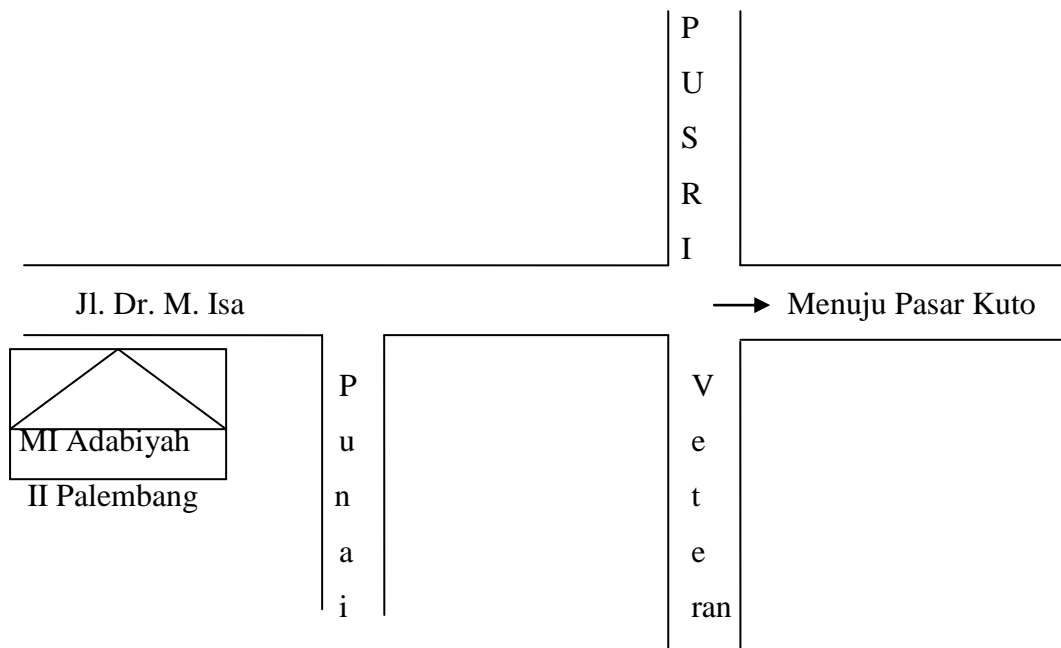 P
U
S
R
I
Jl. Dr. M. Isa
Menuju Pasar Kuto
MI Adabiyah
II Palembang
P
u
n
a
i
V
e
t
e
ran